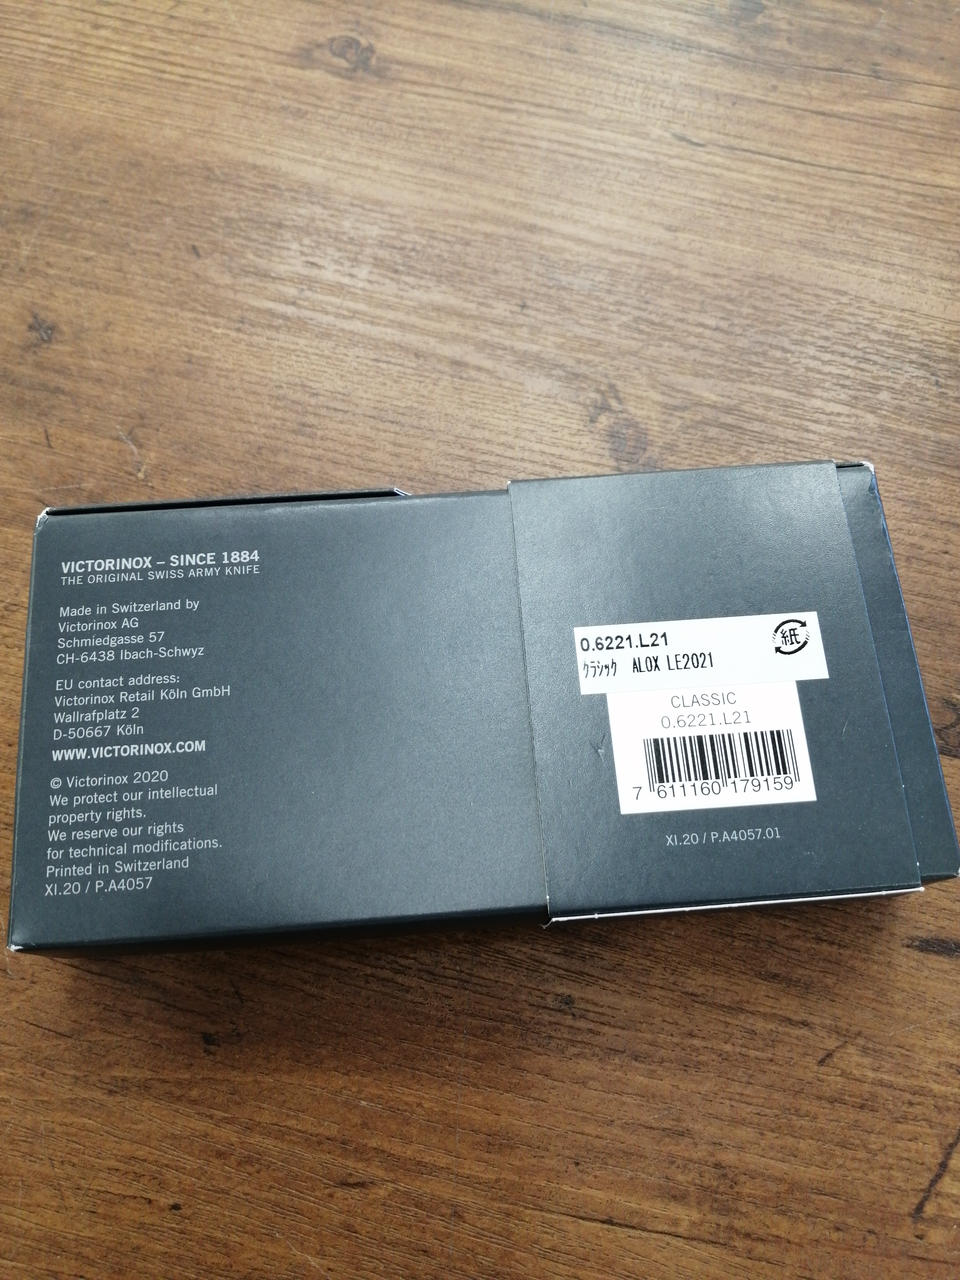 VICTORINOX – SINCE 1884
THE ORIGINAL SWISS ARMY KNIFE
Made in Switzerland by
Victorinox AG
Schmiedgasse 57
CH-6438 Ibach-Schwyz
EU contact address:
Victorinox Retail Köln GmbH
Wallrafplatz 2
D-50667 Köln
WWW.VICTORINOX.COM
© Victorinox 2020
We protect our intellectual
property rights.
We reserve our rights
for technical modifications.
Printed in Switzerland
XI.20 / P.A4057
0.6221.L21
紙
クラシック ALOX LE2021
CLASSIC
0.6221.L21
7 611160 179159
XI.20 / P.A4057.01